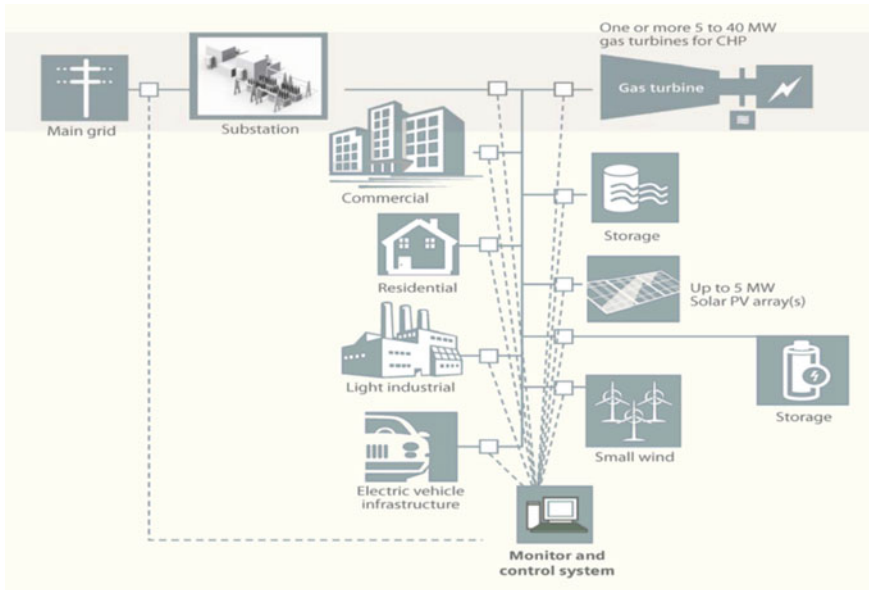 One or more 5 to 40 MW
gas turbines for CHP
Gas turbine
Main grid
Substation
Commercial
Storage
Residential
Up to 5 MW
Solar PV array(s)
Light industrial
Storage
Small wind
Electric vehicle
infrastructure
Monitor and
control system